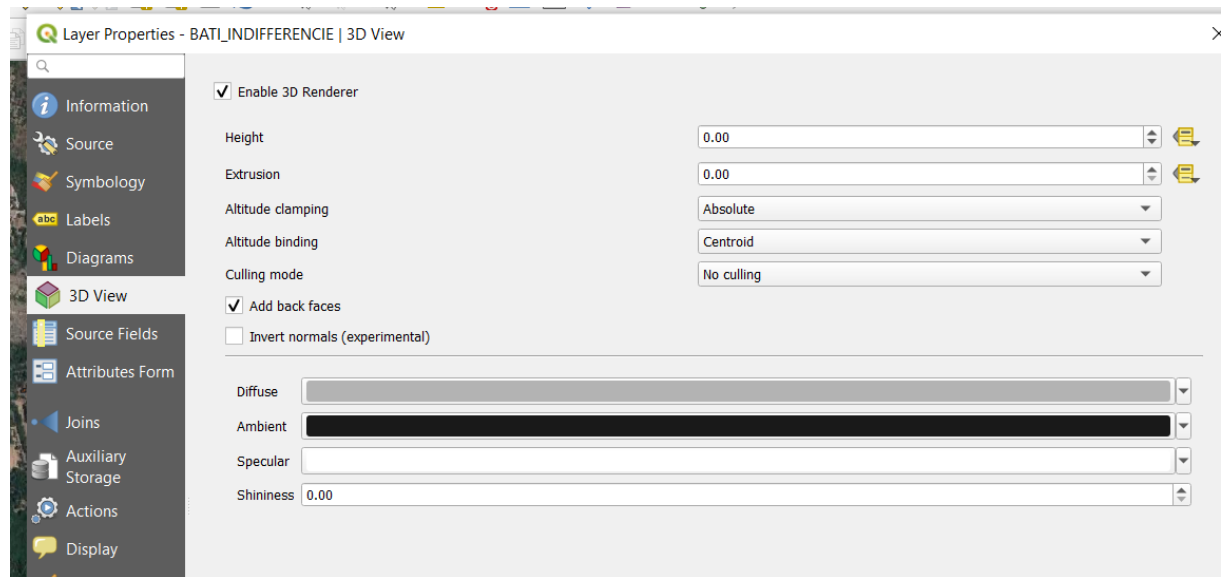 Layer Properties - BATI_INDIFFERENCIE | 3D View
Information
Source
Symbology
abc Labels
Diagrams
3D View
Source Fields
Attributes Form
Joins
Auxiliary
Storage
Actions
Display
Enable 3D Renderer
Height 0.00
Extrusion 0.00
Altitude clamping Absolute
Altitude binding Centroid
Culling mode No culling
Add back faces
Invert normals (experimental)
Diffuse
Ambient
Specular
Shininess 0.00